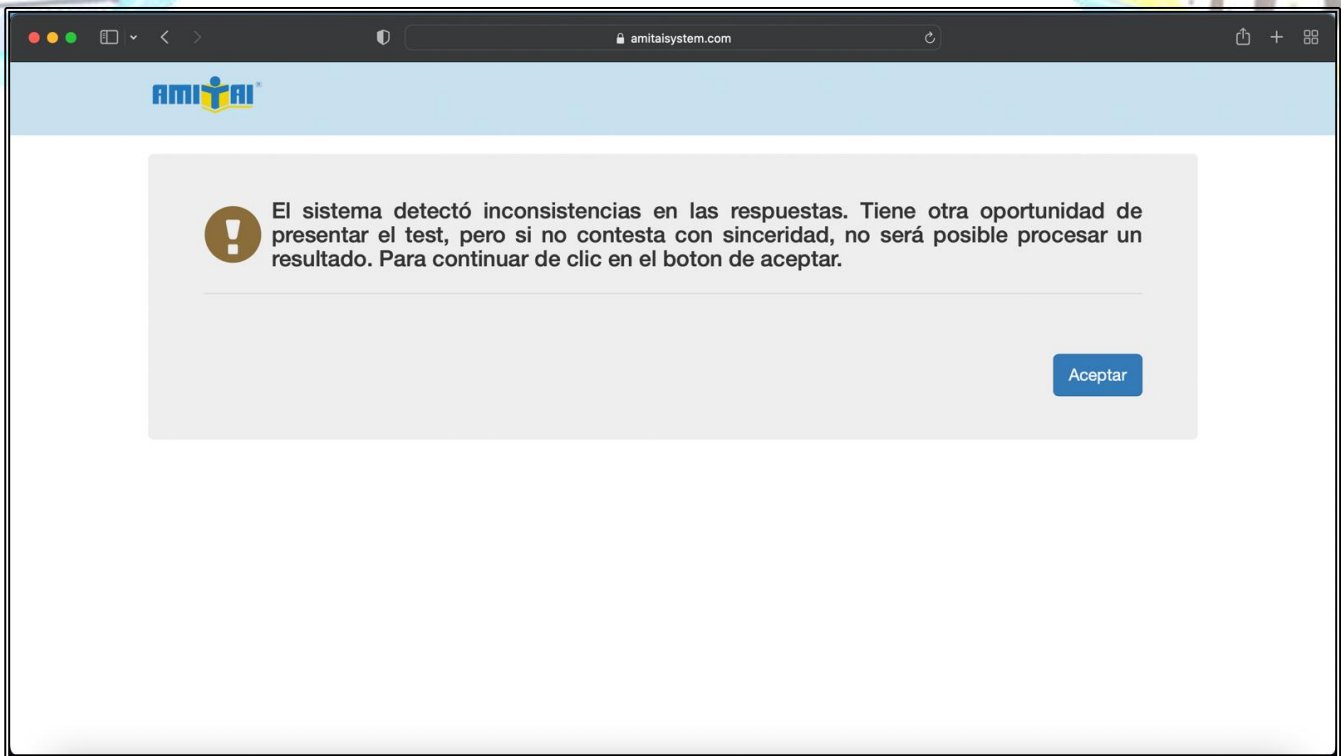 amitaisystem.com
AMITAI®
El sistema detectó inconsistencias en las respuestas. Tiene otra oportunidad de
presentar el test, pero si no contesta con sinceridad, no será posible procesar un
resultado. Para continuar de clic en el boton de aceptar.
Aceptar